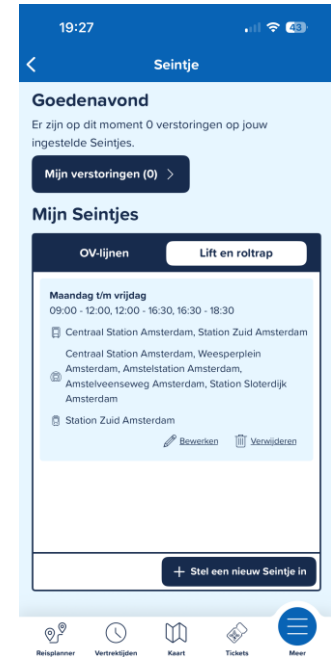 19:27
43
Seintje
Goedenavond
Er zijn op dit moment 0 verstoringen op jouw
ingestelde Seintjes.
Mijn verstoringen (0)
Mijn Seintjes
OV-lijnen
Lift en roltrap
Maandag t/m vrijdag
09:00 - 12:00, 12:00 - 16:30, 16:30 - 18:30
Centraal Station Amsterdam, Station Zuid Amsterdam
Centraal Station Amsterdam, Weesperplein
Amsterdam, Amstelstation Amsterdam,
Amstelveenseweg Amsterdam, Station Sloterdijk
Amsterdam
Station Zuid Amsterdam
Bewerken
Verwijderen
+ Stel een nieuw Seintje in
Reisplanner
Vertrektijden
Kaart
Tickets
Meer